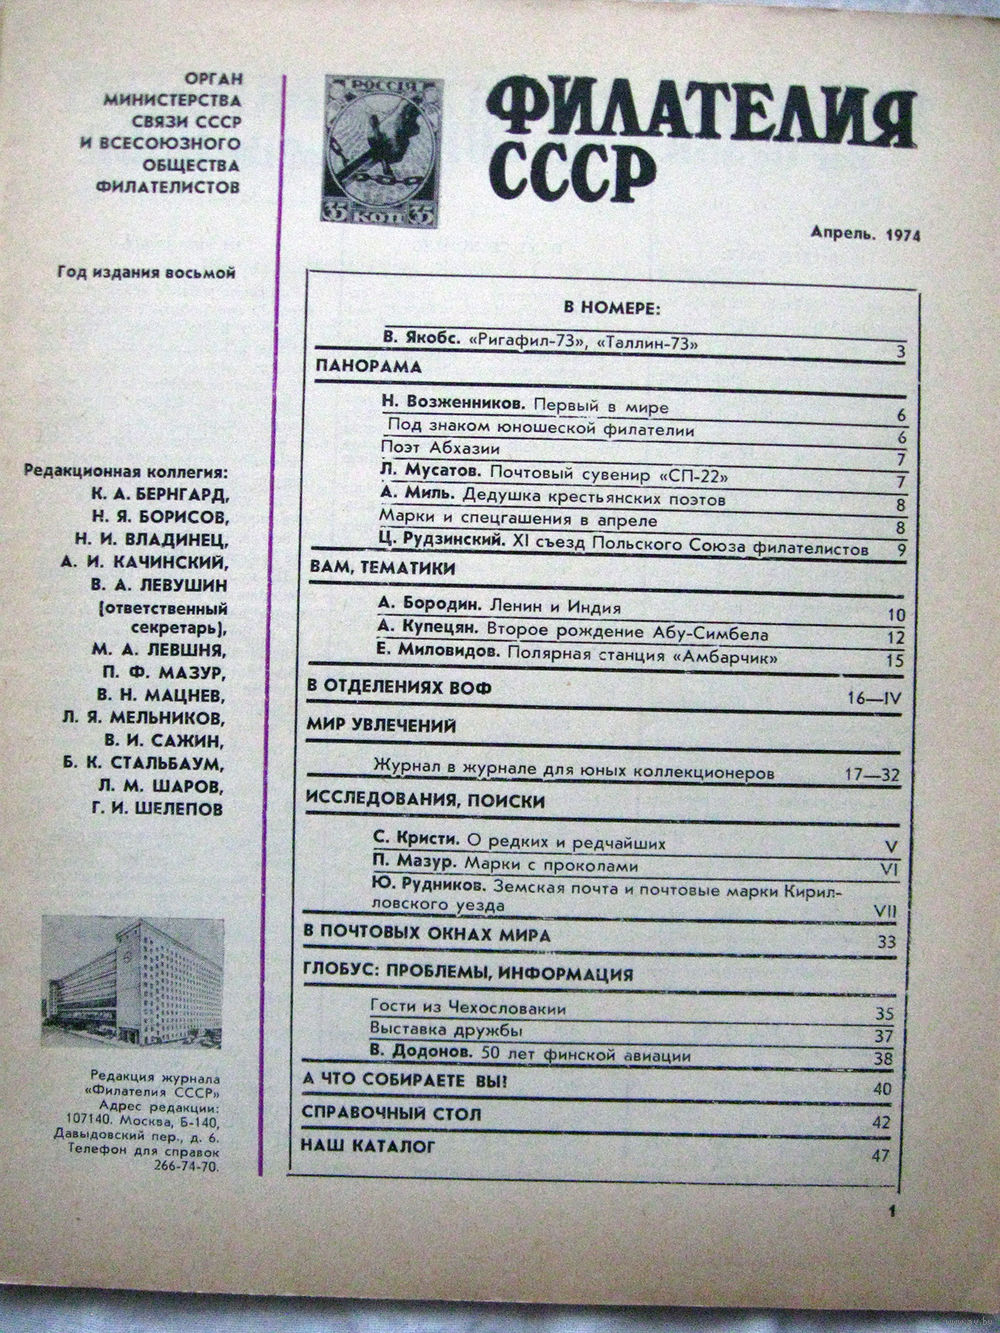 ОРГАН
МИНИСТЕРСТВА
СВЯЗИ СССР
И ВСЕСОЮЗНОГО
ОБЩЕСТВА
ФИЛАТЕЛИСТОВ
Год издания восьмой
Редакционная коллегия:
К. А. БЕРНГАРД,
Н. Я. БОРИСОВ,
Н. И. ВЛАДИНЕЦ,
А. И. КАЧИНСКИЙ,
В. А. ЛЕВУШИН
(ответственный
секретарь),
М. А. ЛЕВШНЯ,
П. Ф. МАЗУР,
В. Н. МАЦНЕВ,
Л. Я. МЕЛЬНИКОВ,
В. И. САЖИН,
Б. К. СТАЛЬБАУМ,
Л. М. ШАРОВ,
Г. И. ШЕЛЕПОВ
Редакция журнала
«Филателия СССР»
Адрес редакции:
107140. Москва, Б-140,
Давыдовский пер., д. 6.
Телефон для справок
266-74-70.
РОССIЯ
35 КОП 35
ФИЛАТЕЛИЯ
СССР
Апрель. 1974
В НОМЕРЕ:
В. Якобс. «Ригафил-73», «Таллин-73» 3
ПАНОРАМА
Н. Возженников. Первый в мире 6
Под знаком юношеской филателии 6
Поэт Абхазии 7
Л. Мусатов. Почтовый сувенир «СП-22» 7
А. Миль. Дедушка крестьянских поэтов 8
Марки и спецгашения в апреле 8
Ц. Рудзинский. XI съезд Польского Союза филателистов 9
ВАМ, ТЕМАТИКИ
А. Бородин. Ленин и Индия 10
А. Купецян. Второе рождение Абу-Симбела 12
Е. Миловидов. Полярная станция «Амбарчик» 15
В ОТДЕЛЕНИЯХ ВОФ 16—IV
МИР УВЛЕЧЕНИЙ
Журнал в журнале для юных коллекционеров 17—32
ИССЛЕДОВАНИЯ, ПОИСКИ
С. Кристи. О редких и редчайших V
П. Мазур. Марки с проколами VI
Ю. Рудников. Земская почта и почтовые марки Кирил-
ловского уезда VII
В ПОЧТОВЫХ ОКНАХ МИРА 33
ГЛОБУС: ПРОБЛЕМЫ, ИНФОРМАЦИЯ
Гости из Чехословакии 35
Выставка дружбы 37
В. Додонов. 50 лет финской авиации 38
А ЧТО СОБИРАЕТЕ ВЫ? 40
СПРАВОЧНЫЙ СТОЛ 42
НАШ КАТАЛОГ 47
1